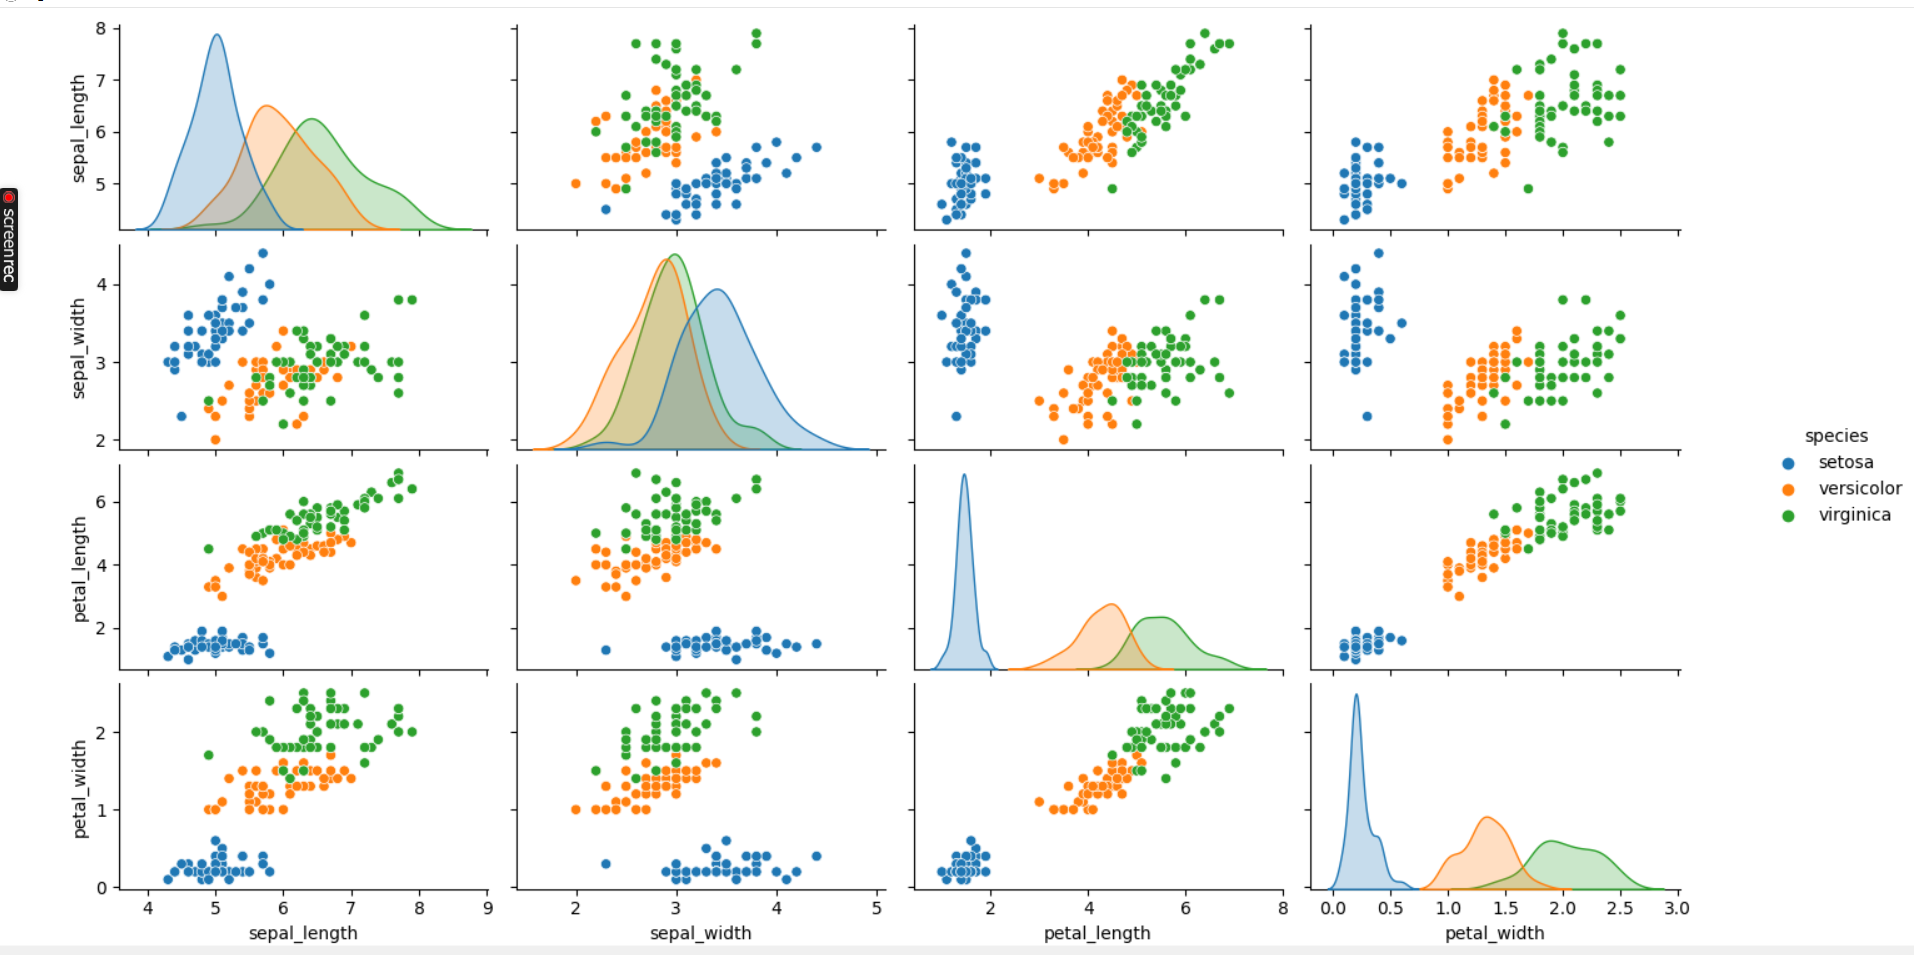 screenrec
8
7
6
5
sepal_length
4
3
2
sepal_width
6
4
2
petal_length
2
1
0
petal_width
4 5 6 7 8 9
sepal_length
2 3 4 5
sepal_width
2 4 6 8
petal_length
0.0 0.5 1.0 1.5 2.0 2.5 3.0
petal_width
species
setosa
versicolor
virginica